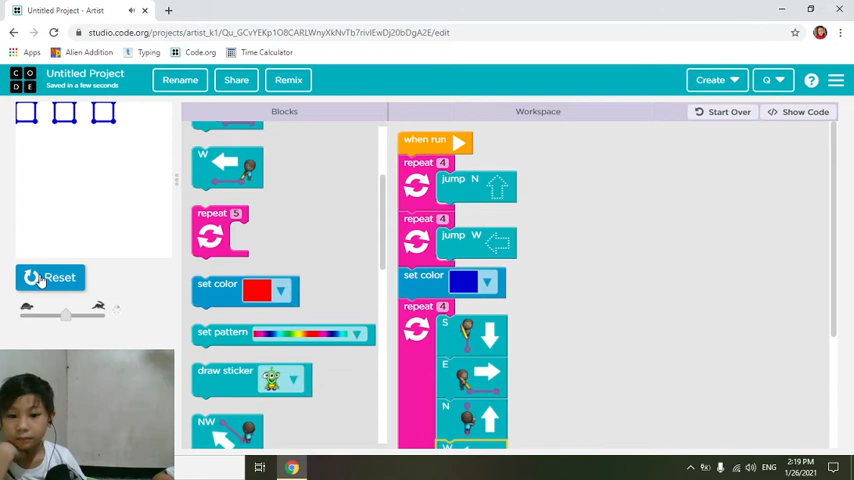 Untitled Project - Artist
studio.code.org/projects/artist_k1/Qu_GCvYEKp1O8CARLWnyXkNvTb7rivIEwDj20bDgA2E/edit
Apps
Alien Addition
Typing
Code.org
Time Calculator
C O
D E
Untitled Project
Saved in a few seconds
Rename
Share
Remix
Create
Q
?
Blocks
Workspace
Start Over
</> Show Code
W
repeat 5
set color
set pattern
draw sticker
NW
Reset
when run
repeat 4
jump N
repeat 4
jump W
set color
repeat 4
S
E
N
W
ENG
2:19 PM
1/26/2021